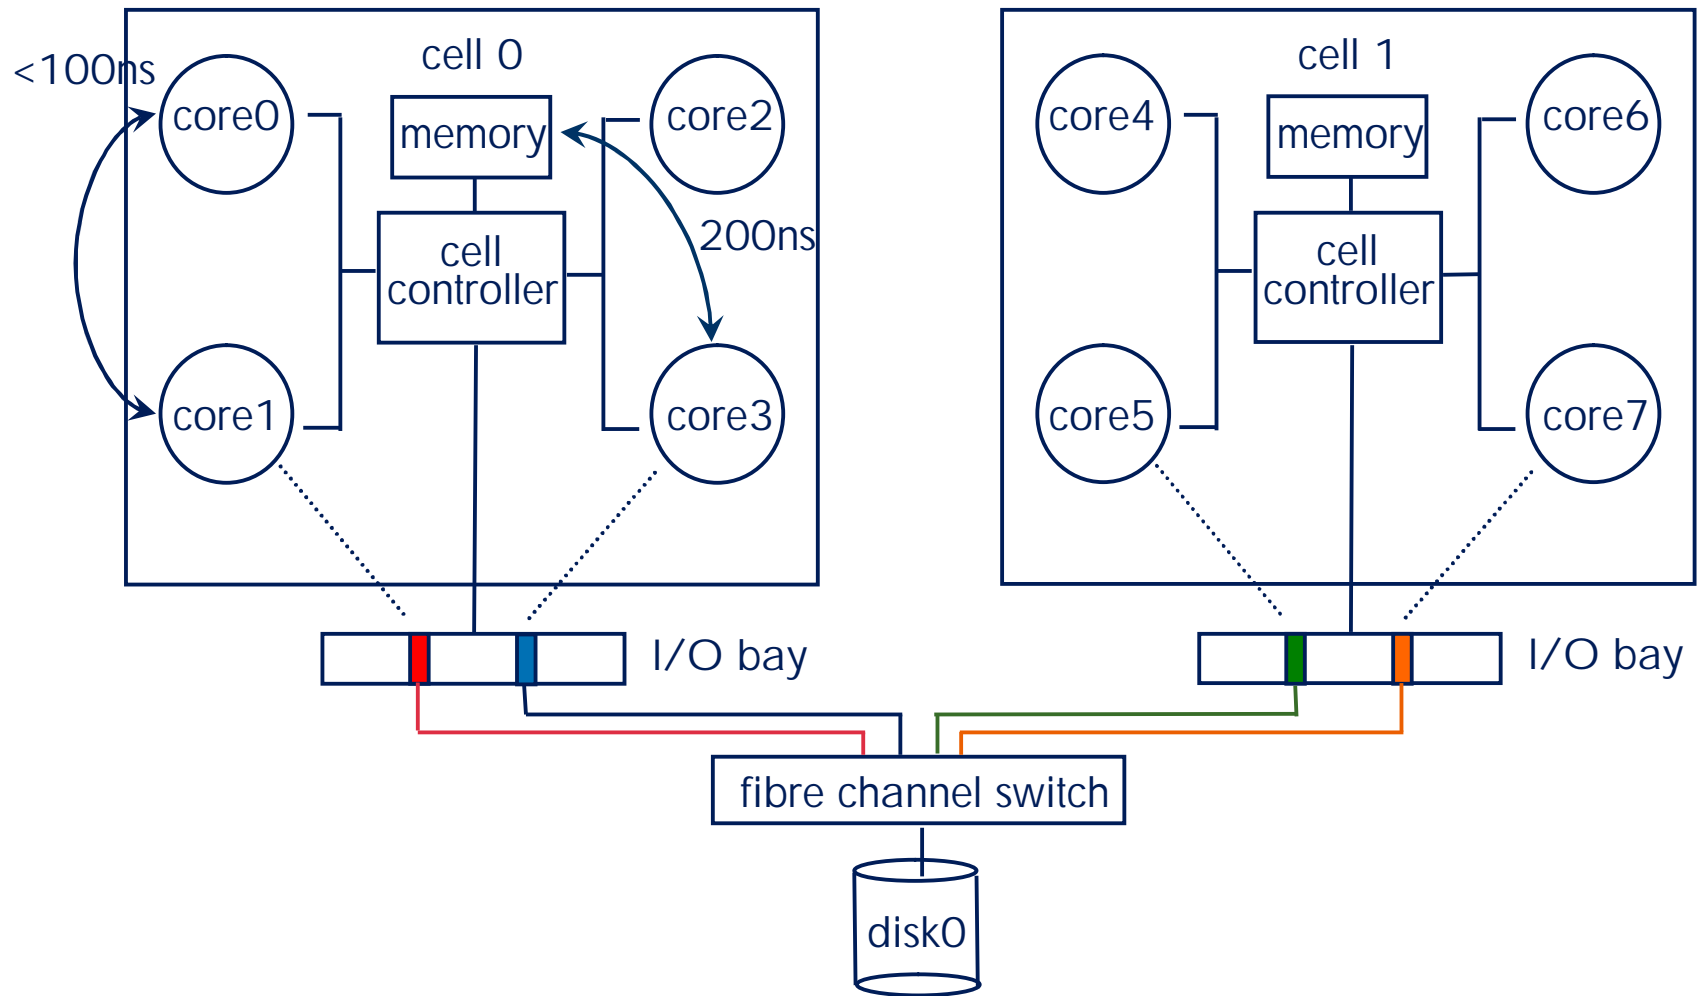 cell 0
cell 1
<100ns
core0
memory
core2
core4
memory
core6
200ns
cell
controller
cell
controller
core1
core3
core5
core7
I/O bay
I/O bay
fibre channel switch
disk0